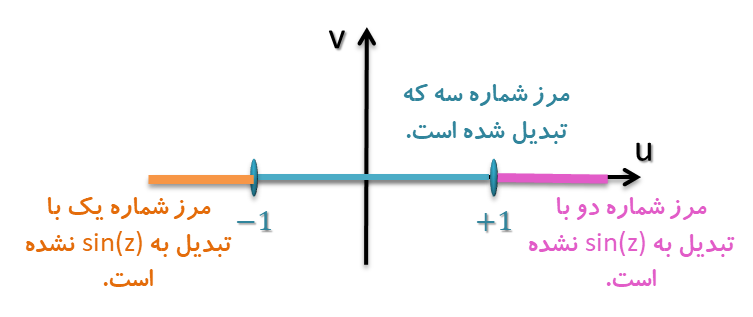 v
مرز شماره سه که
تبدیل شده است.
u
−1
+1
مرز شماره یک با
تبدیل به sin(z) نشده
است.
مرز شماره دو با
تبدیل به sin(z) نشده
است.